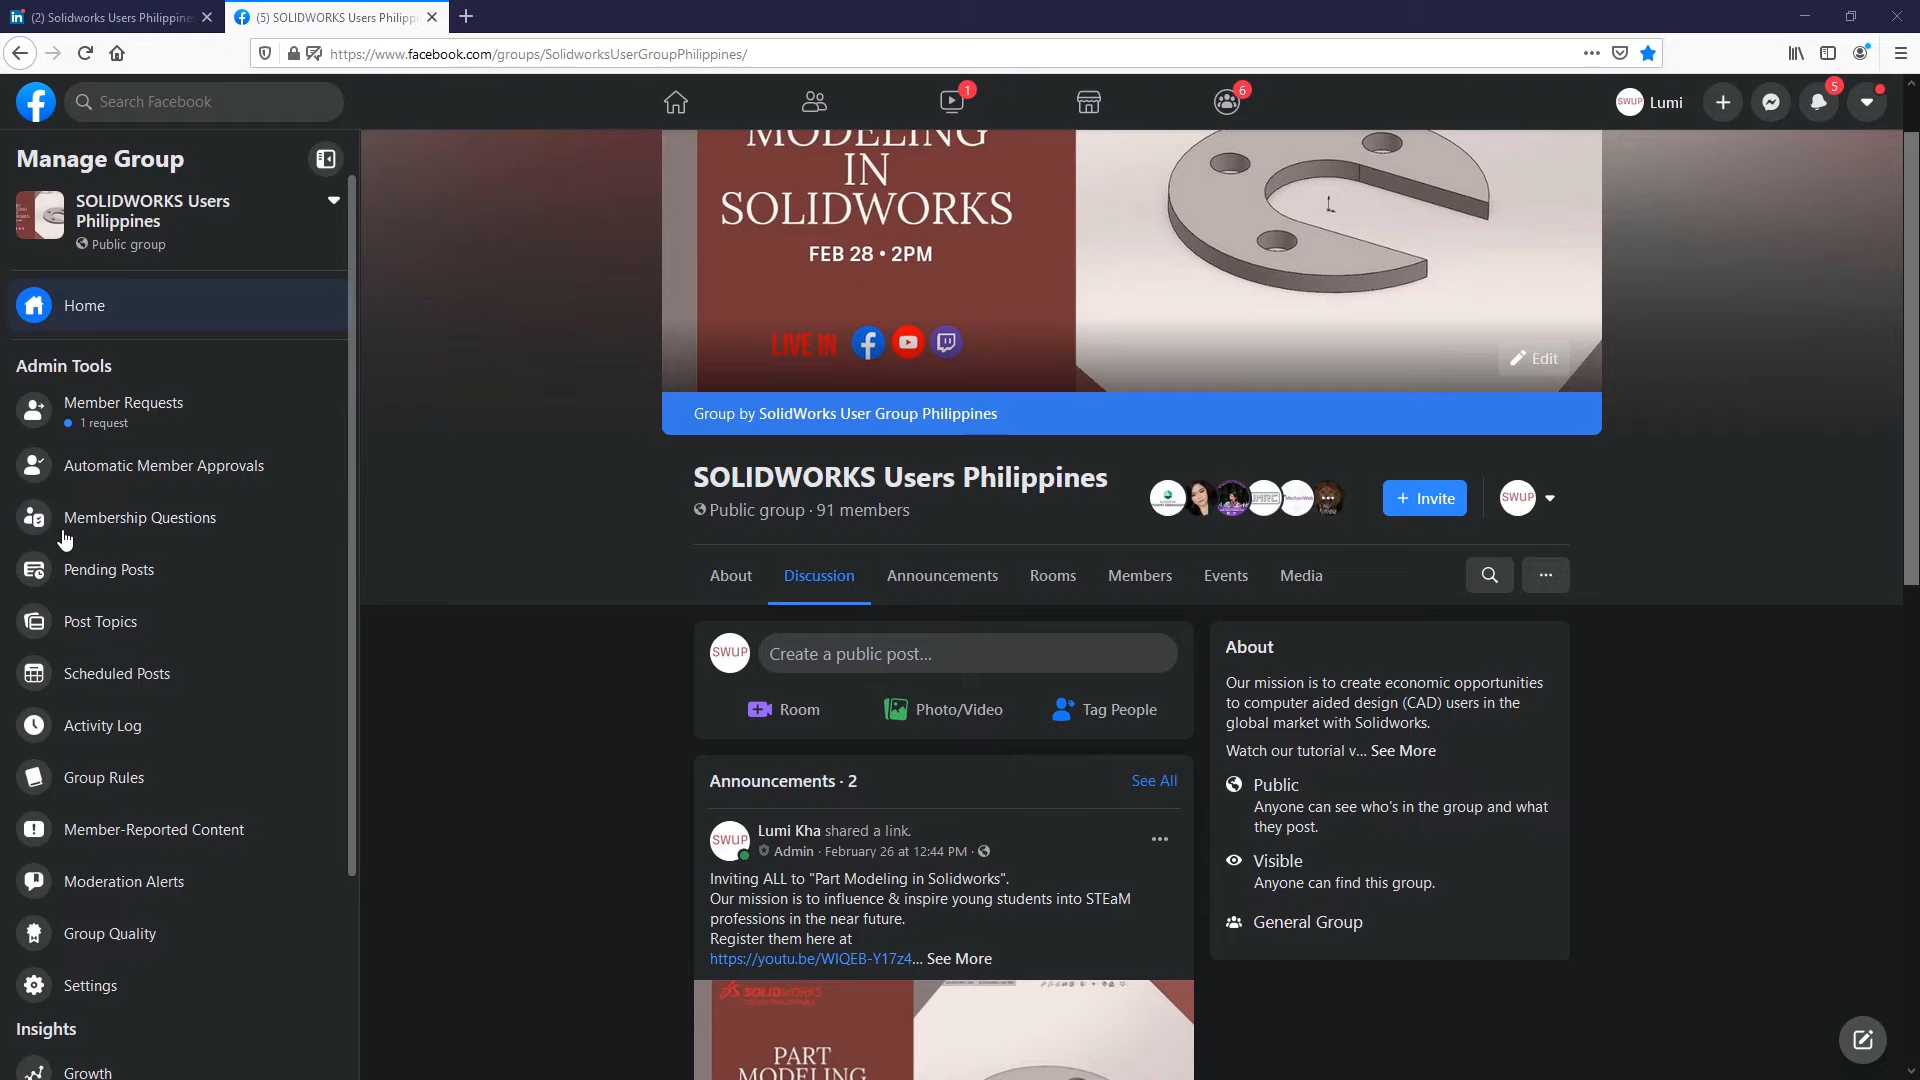 (2) Solidworks Users Philippine
(5) SOLIDWORKS Users Philipp
https://www.facebook.com/groups/SolidworksUserGroupPhilippines/
Search Facebook
1
6
SWUP Lumi
5
Manage Group
SOLIDWORKS Users
Philippines
Public group
Home
Admin Tools
Member Requests
1 request
Automatic Member Approvals
Membership Questions
Pending Posts
Post Topics
Scheduled Posts
Activity Log
Group Rules
Member-Reported Content
Moderation Alerts
Group Quality
Settings
Insights
Growth
MODELING
IN
SOLIDWORKS
FEB 28 • 2PM
LIVE IN
Edit
Group by SolidWorks User Group Philippines
SOLIDWORKS Users Philippines
Public group · 91 members
+ Invite
SWUP
About
Discussion
Announcements
Rooms
Members
Events
Media
SWUP
Create a public post...
Room
Photo/Video
Tag People
Announcements · 2
See All
SWUP
Lumi Kha shared a link.
Admin · February 26 at 12:44 PM ·
Inviting ALL to "Part Modeling in Solidworks".
Our mission is to influence & inspire young students into STEaM
professions in the near future.
Register them here at
https://youtu.be/WIQEB-Y17z4... See More
SOLIDWORKS
PART
MODELING
About
Our mission is to create economic opportunities
to computer aided design (CAD) users in the
global market with Solidworks.
Watch our tutorial v... See More
Public
Anyone can see who's in the group and what
they post.
Visible
Anyone can find this group.
General Group